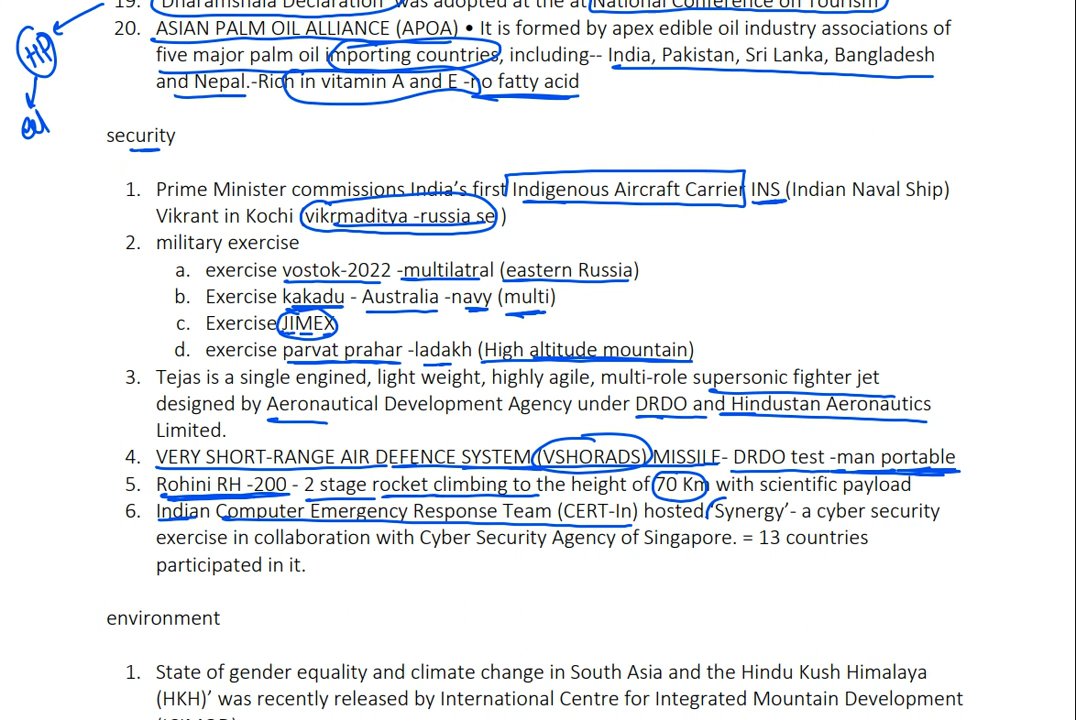 19. 'Dharamshala Declaration' was adopted at the at National Conference on Tourism
20. ASIAN PALM OIL ALLIANCE (APOA) • It is formed by apex edible oil industry associations of
five major palm oil importing countries, including-- India, Pakistan, Sri Lanka, Bangladesh
and Nepal.-Rich in vitamin A and E -no fatty acid
HP
security
1. Prime Minister commissions India's first Indigenous Aircraft Carrier INS (Indian Naval Ship)
Vikrant in Kochi (vikrmaditya -russia se )
2. military exercise
a. exercise vostok-2022 -multilatral (eastern Russia)
b. Exercise kakadu - Australia -navy (multi)
c. Exercise JIMEX
d. exercise parvat prahar -ladakh (High altitude mountain)
3. Tejas is a single engined, light weight, highly agile, multi-role supersonic fighter jet
designed by Aeronautical Development Agency under DRDO and Hindustan Aeronautics
Limited.
4. VERY SHORT-RANGE AIR DEFENCE SYSTEM (VSHORADS) MISSILE- DRDO test -man portable
5. Rohini RH -200 - 2 stage rocket climbing to the height of 70 Km with scientific payload
6. Indian Computer Emergency Response Team (CERT-In) hosted 'Synergy'- a cyber security
exercise in collaboration with Cyber Security Agency of Singapore. = 13 countries
participated in it.
environment
1. State of gender equality and climate change in South Asia and the Hindu Kush Himalaya
(HKH)' was recently released by International Centre for Integrated Mountain Development